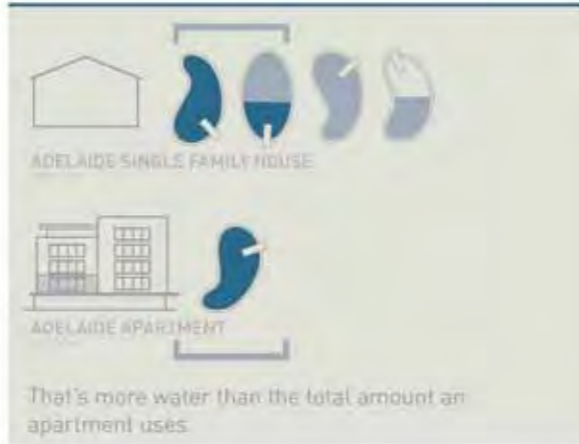 ADELAIDE SINGLE FAMILY HOUSE
ADELAIDE APARTMENT
That's more water than the total amount an
apartment uses.